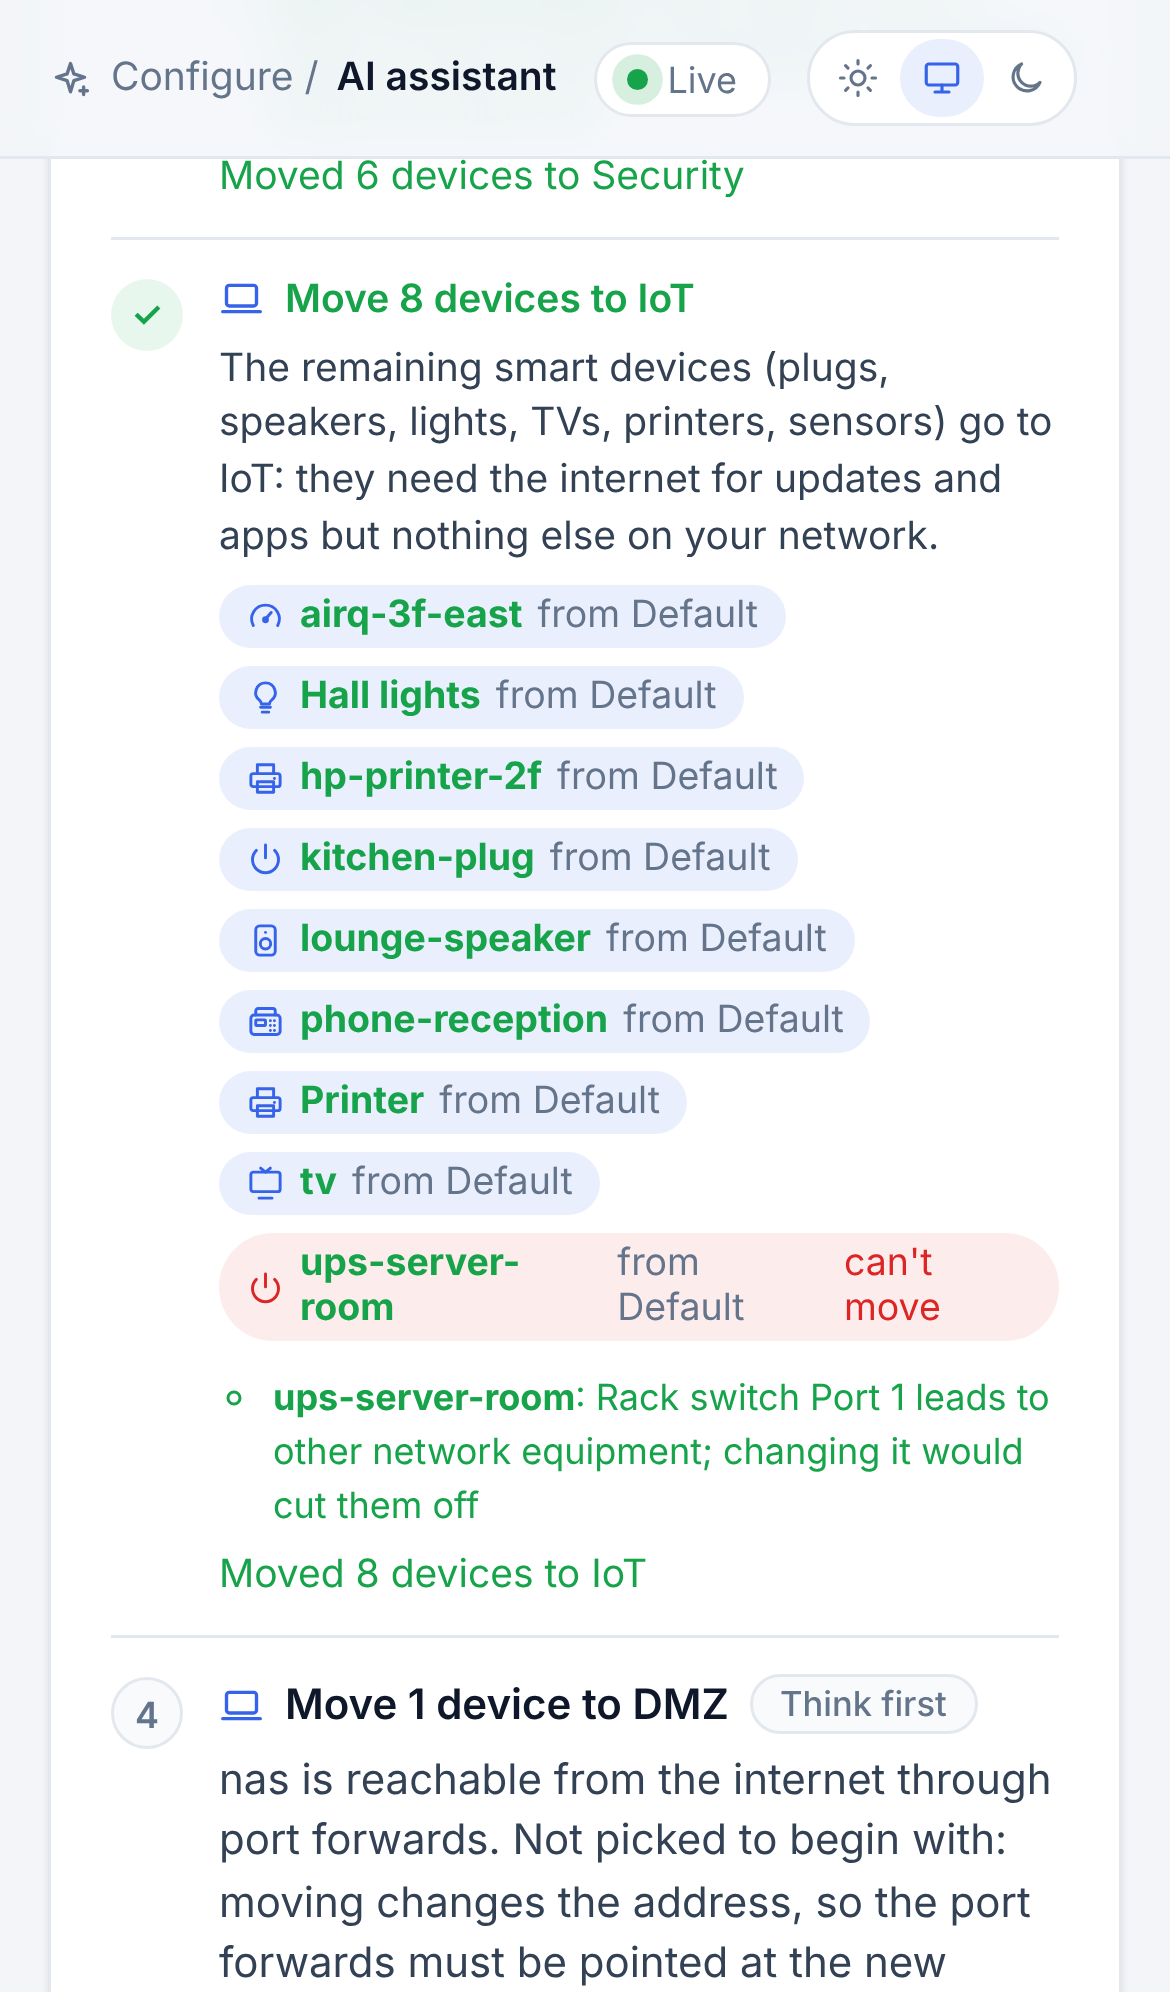 Configure / AI assistant
Live
Moved 6 devices to Security
Move 8 devices to IoT
The remaining smart devices (plugs,
speakers, lights, TVs, printers, sensors) go to
IoT: they need the internet for updates and
apps but nothing else on your network.
airq-3f-east from Default
Hall lights from Default
hp-printer-2f from Default
kitchen-plug from Default
lounge-speaker from Default
phone-reception from Default
Printer from Default
tv from Default
ups-server-room from Default can't move
ups-server-room: Rack switch Port 1 leads to
other network equipment; changing it would
cut them off
Moved 8 devices to IoT
4
Move 1 device to DMZ Think first
nas is reachable from the internet through
port forwards. Not picked to begin with:
moving changes the address, so the port
forwards must be pointed at the new